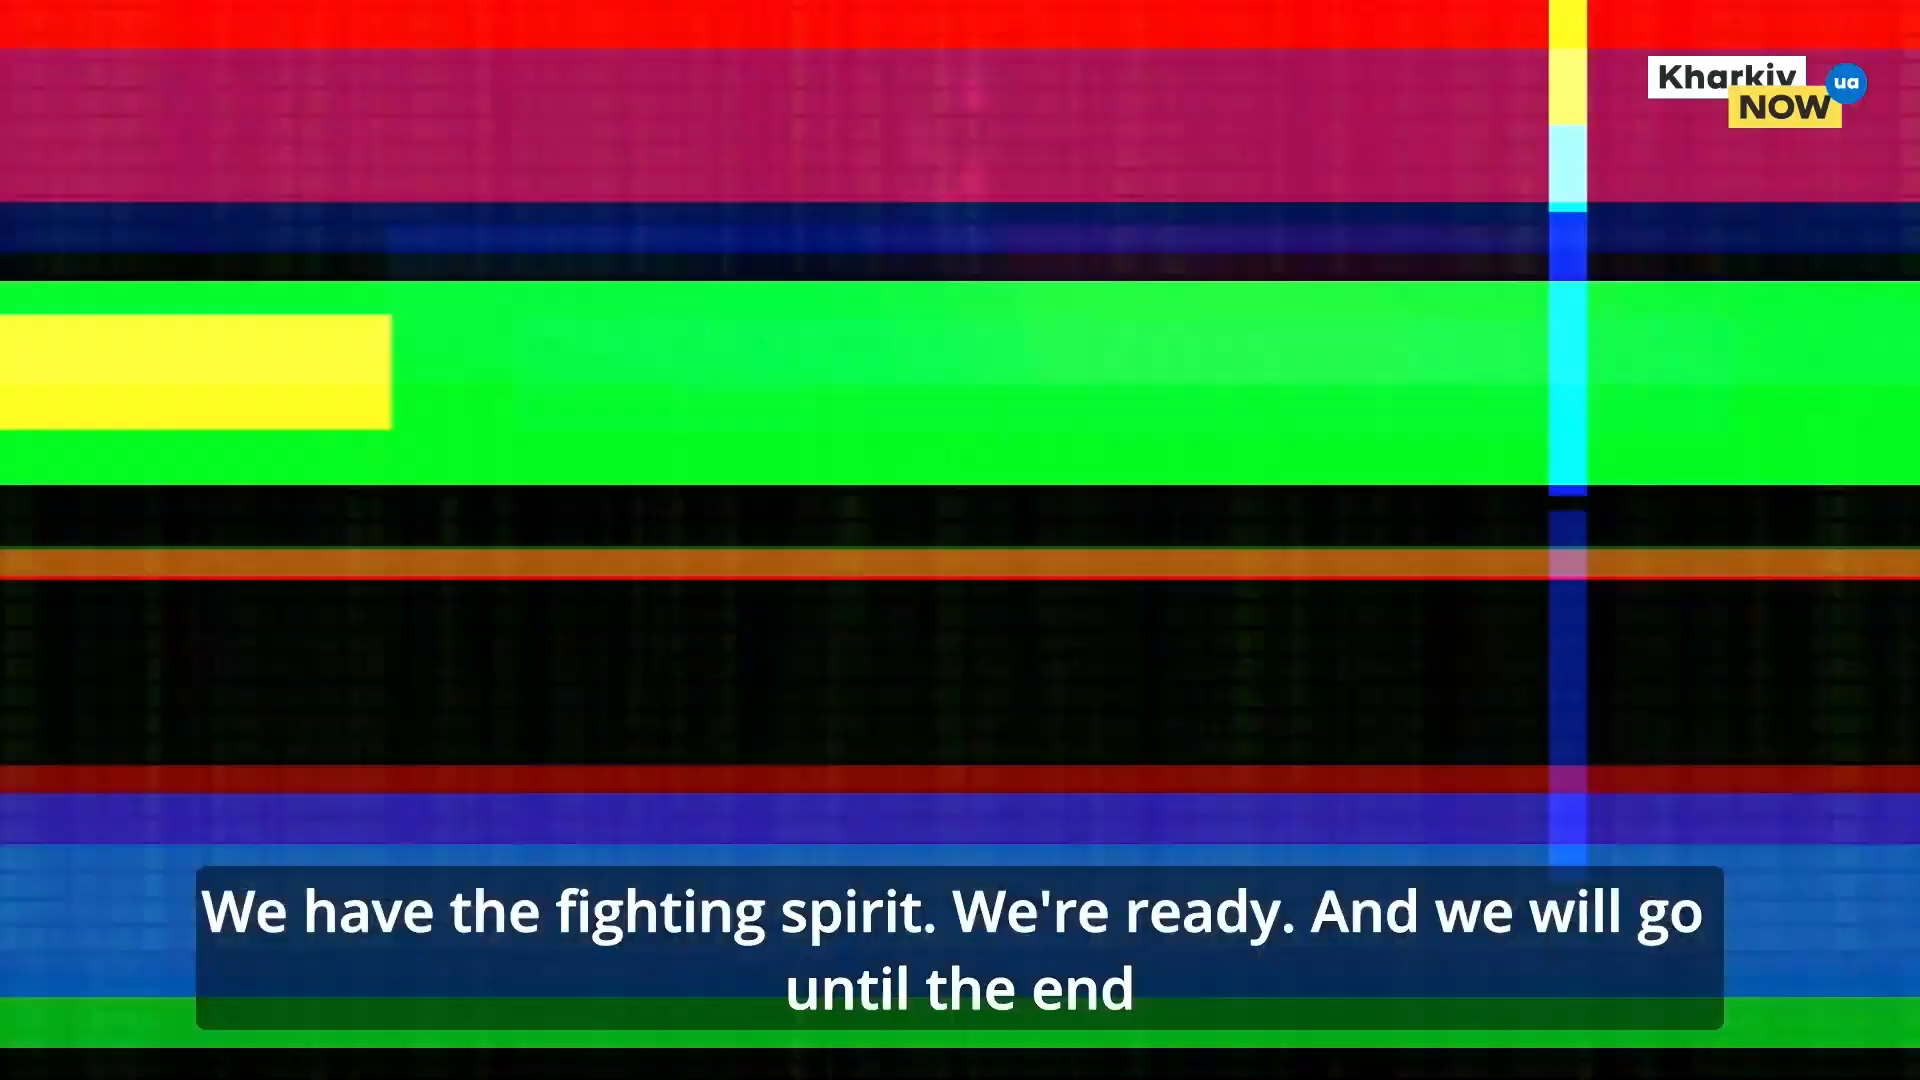 Kharkiv
NOW
ua
We have the fighting spirit. We're ready. And we will go
until the end